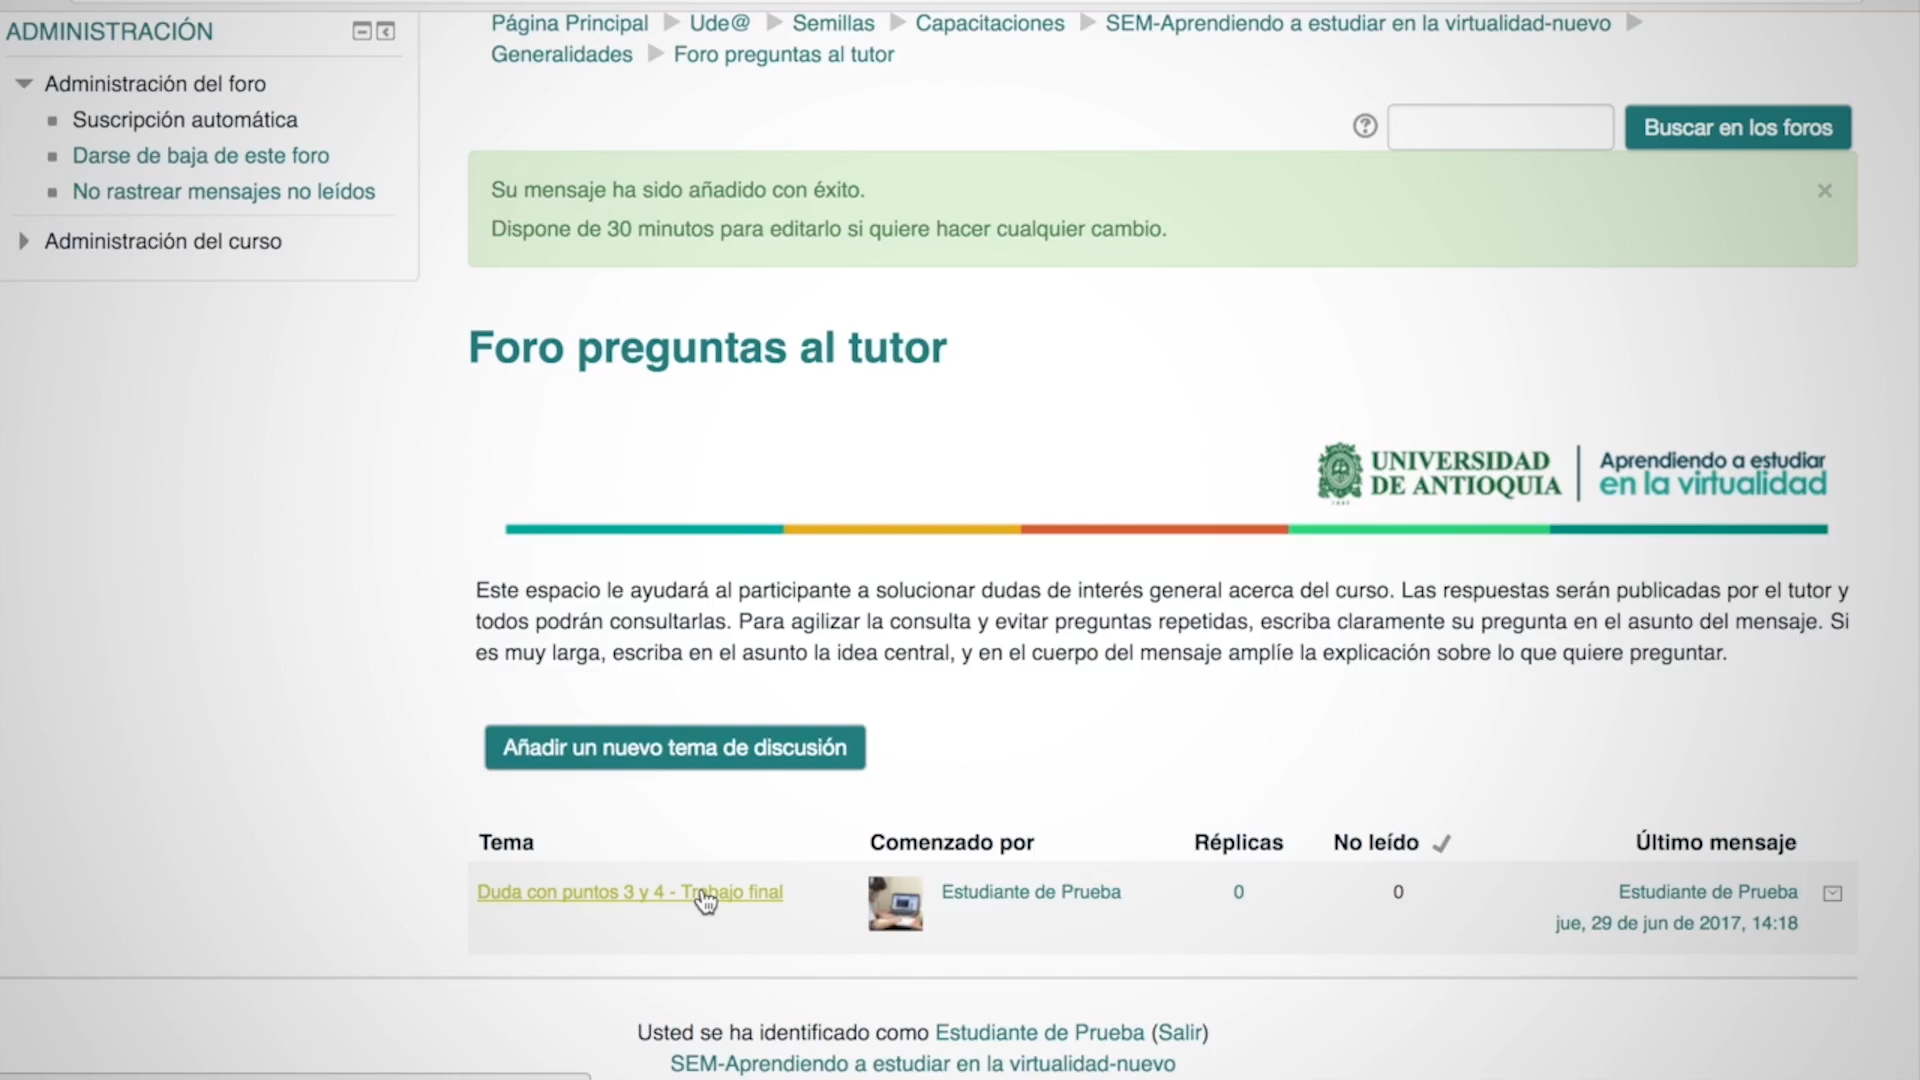 ADMINISTRACIÓN
Administración del foro
Suscripción automática
Darse de baja de este foro
No rastrear mensajes no leídos
Administración del curso
Página Principal Ude@ Semillas Capacitaciones SEM-Aprendiendo a estudiar en la virtualidad-nuevo
Generalidades Foro preguntas al tutor
Buscar en los foros
Su mensaje ha sido añadido con éxito.
Dispone de 30 minutos para editarlo si quiere hacer cualquier cambio.
Foro preguntas al tutor
UNIVERSIDAD
DE ANTIOQUIA
Aprendiendo a estudiar
en la virtualidad
Este espacio le ayudará al participante a solucionar dudas de interés general acerca del curso. Las respuestas serán publicadas por el tutor y
todos podrán consultarlas. Para agilizar la consulta y evitar preguntas repetidas, escriba claramente su pregunta en el asunto del mensaje. Si
es muy larga, escriba en el asunto la idea central, y en el cuerpo del mensaje amplíe la explicación sobre lo que quiere preguntar.
Añadir un nuevo tema de discusión
Tema Comenzado por Réplicas No leído Último mensaje
Duda con puntos 3 y 4 - Trabajo final Estudiante de Prueba 0 0 Estudiante de Prueba
jue, 29 de jun de 2017, 14:18
Usted se ha identificado como Estudiante de Prueba (Salir)
SEM-Aprendiendo a estudiar en la virtualidad-nuevo